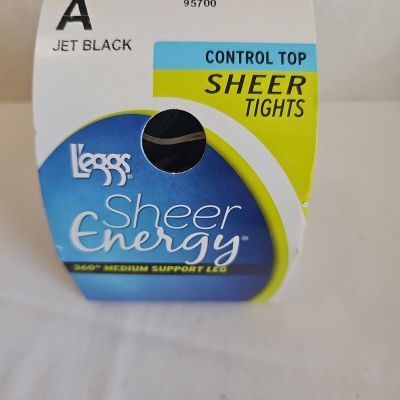 95700
A
JET BLACK
CONTROL TOP
SHEER
TIGHTS
L'eggs®
Sheer
Energy®
360° MEDIUM SUPPORT LEG